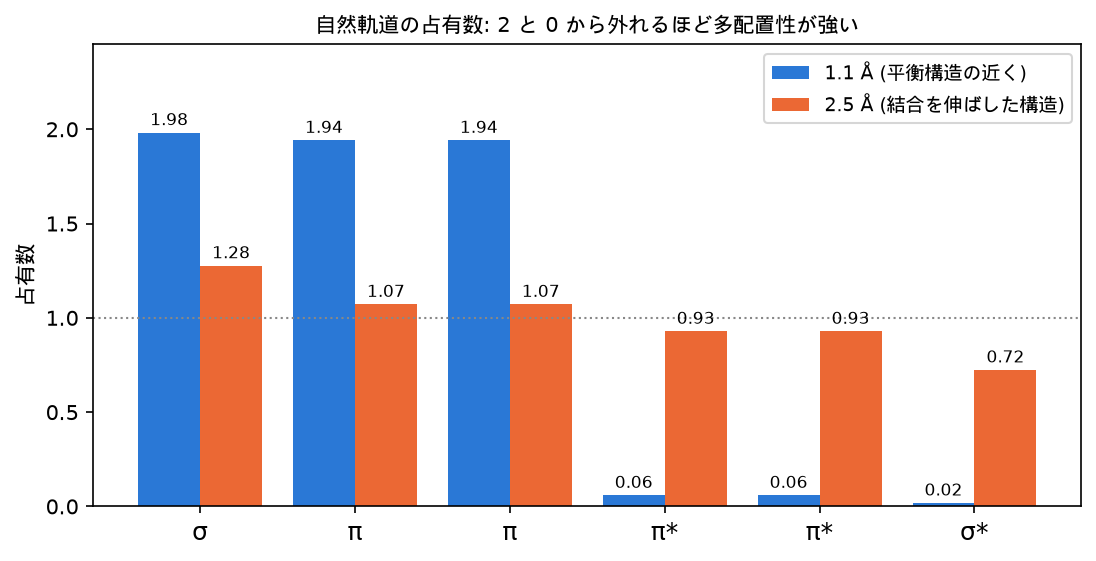 自然軌道の占有数: 2 と 0 から外れるほど多配置性が強い
1.1 Å (平衡構造の近く)
2.5 Å (結合を伸ばした構造)
占有数
2.0
1.5
1.0
0.5
0.0
1.98
1.28
1.94
1.07
1.94
1.07
0.06
0.93
0.06
0.93
0.02
0.72
σ
π
π
π*
π*
σ*